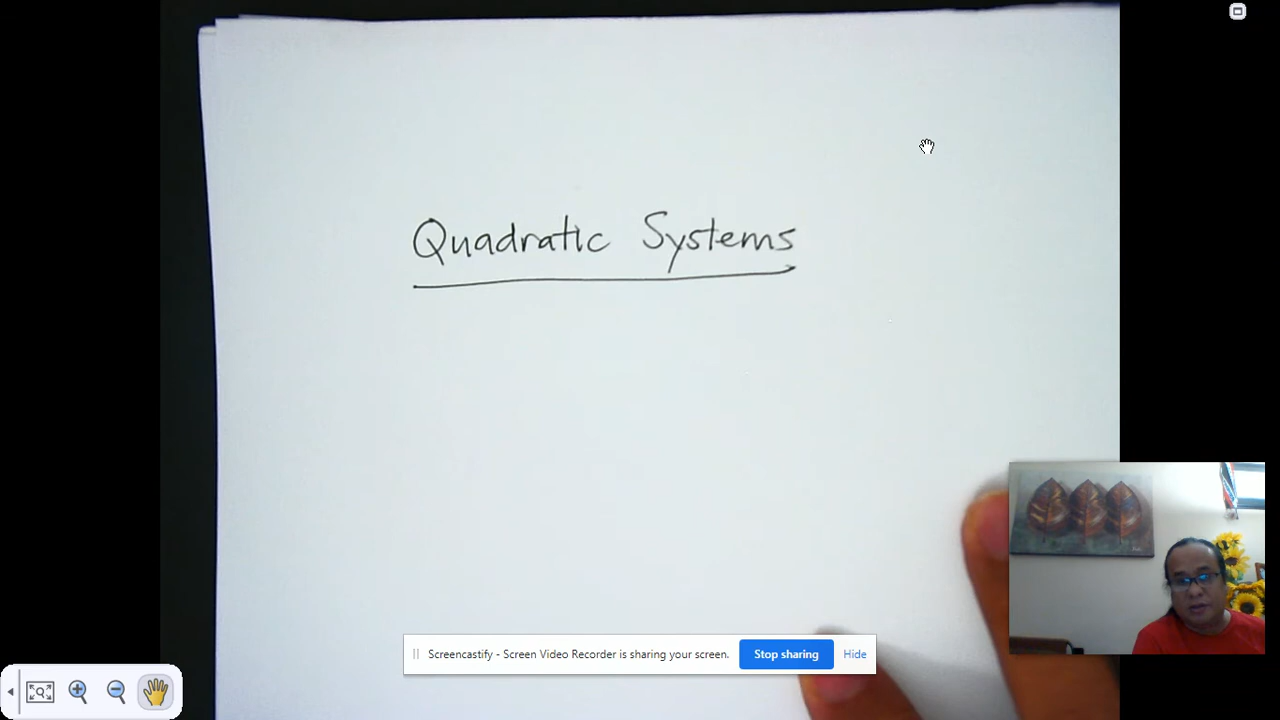 Quadratic Systems
Screencastify - Screen Video Recorder is sharing your screen.
Stop sharing
Hide